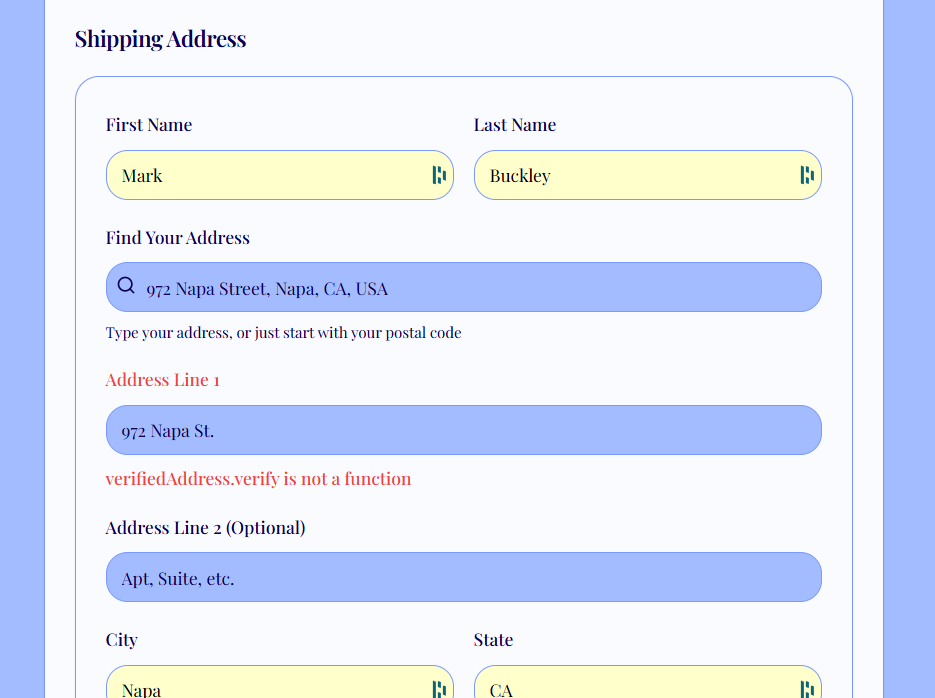 Shipping Address
First Name
Last Name
Mark
Buckley
Find Your Address
972 Napa Street, Napa, CA, USA
Type your address, or just start with your postal code
Address Line 1
972 Napa St.
verifiedAddress.verify is not a function
Address Line 2 (Optional)
Apt, Suite, etc.
City
State
Napa
CA